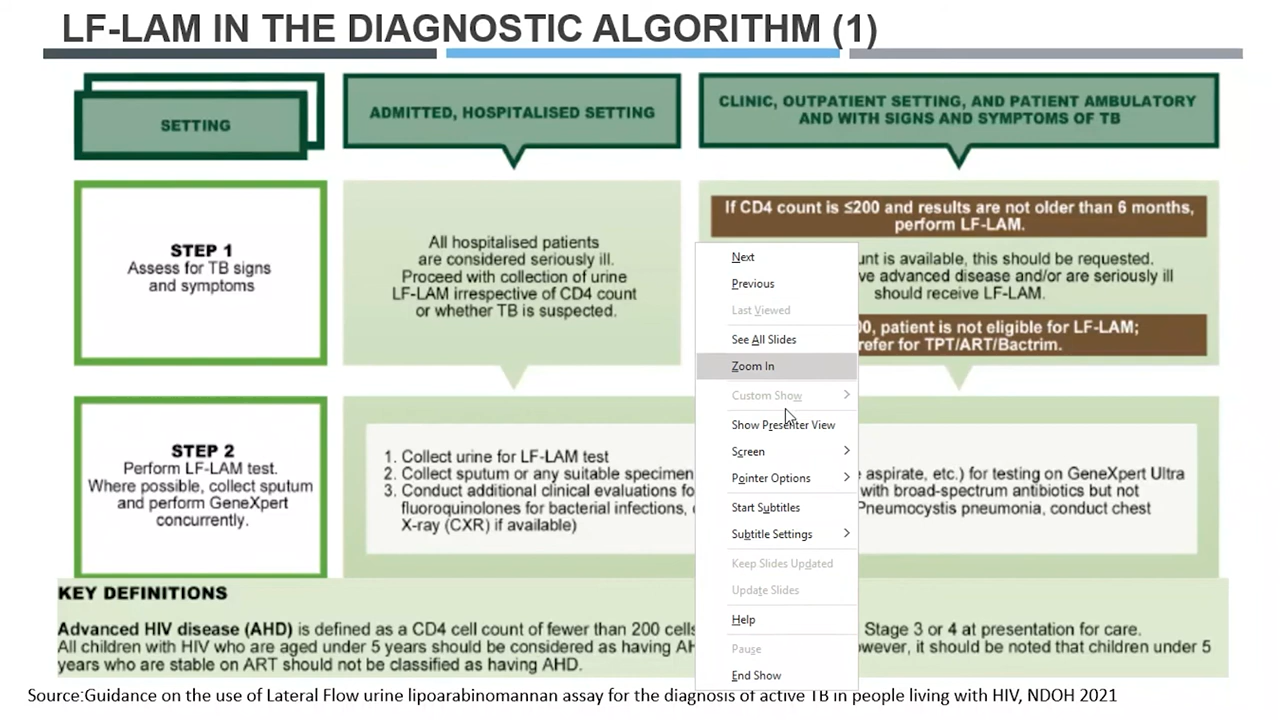 LF-LAM IN THE DIAGNOSTIC ALGORITHM (1)
SETTING
ADMITTED, HOSPITALISED SETTING
CLINIC, OUTPATIENT SETTING, AND PATIENT AMBULATORY
AND WITH SIGNS AND SYMPTOMS OF TB
STEP 1
Assess for TB signs
and symptoms
All hospitalised patients
are considered seriously ill.
Proceed with collection of urine
LF-LAM irrespective of CD4 count
or whether TB is suspected.
If CD4 count is ≤200 and results are not older than 6 months,
perform LF-LAM.
is available, this should be requested.
advanced disease and/or are seriously ill
should receive LF-LAM.
patient is not eligible for LF-LAM;
refer for TPT/ART/Bactrim.
Next
Previous
Last Viewed
See All Slides
Zoom In
Custom Show
Show Presenter View
Screen
Pointer Options
Start Subtitles
Subtitle Settings
Keep Slides Updated
Update Slides
Help
Pause
End Show
STEP 2
Perform LF-LAM test.
Where possible, collect sputum
and perform GeneXpert
concurrently.
1. Collect urine for LF-LAM test
2. Collect sputum or any suitable specimen aspirate, etc.) for testing on GeneXpert Ultra
3. Conduct additional clinical evaluations with broad-spectrum antibiotics but not
fluoroquinolones for bacterial infections, Pneumocystis pneumonia, conduct chest
X-ray (CXR) if available)
KEY DEFINITIONS
Advanced HIV disease (AHD) is defined as a CD4 cell count of fewer than 200 cells Stage 3 or 4 at presentation for care.
All children with HIV who are aged under 5 years should be considered as having it should be noted that children under 5
years who are stable on ART should not be classified as having AHD.
Source:Guidance on the use of Lateral Flow urine lipoarabinomannan assay for the diagnosis of active TB in people living with HIV, NDOH 2021